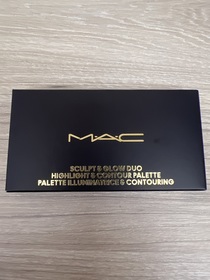 MAC
SCULPT & GLOW DUO
HIGHLIGHT & CONTOUR PALETTE
PALETTE ILLUMINATRICE & CONTOURING